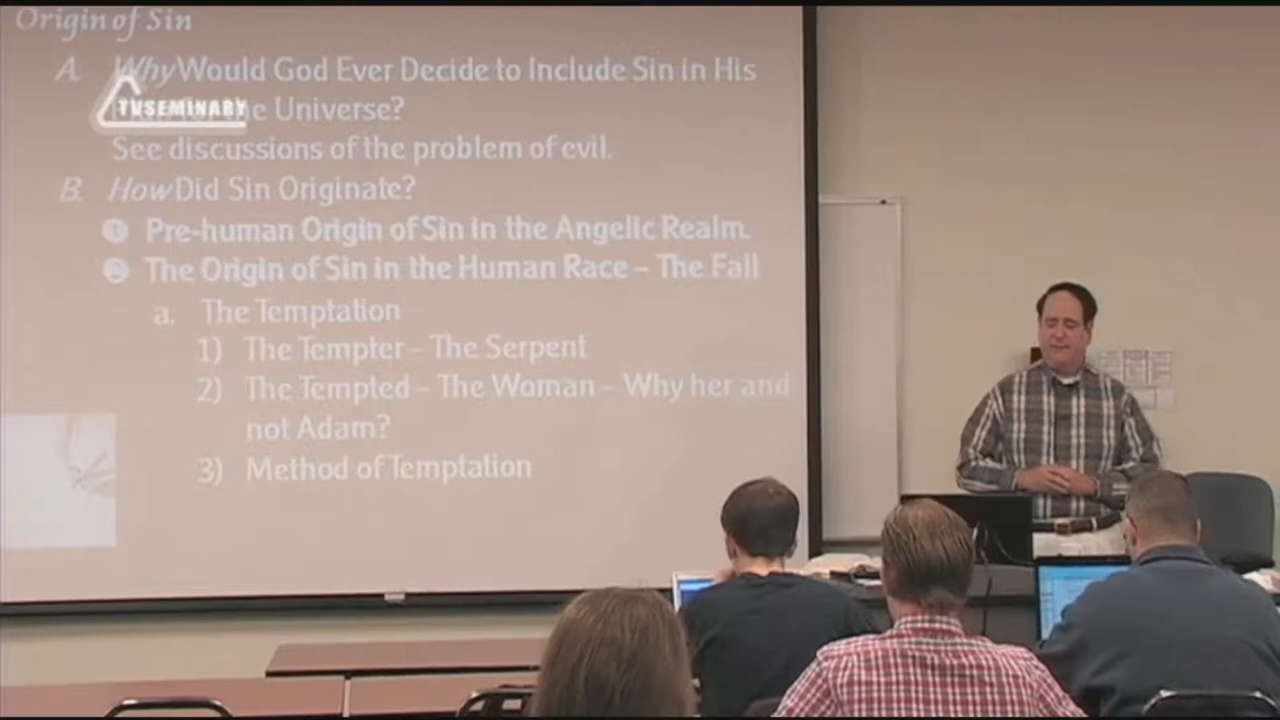 Origin of Sin
A. Why Would God Ever Decide to Include Sin in His
the Universe?
TVSEMINARY
See discussions of the problem of evil.
B. How Did Sin Originate?
1 Pre-human Origin of Sin in the Angelic Realm.
2 The Origin of Sin in the Human Race – The Fall
a. The Temptation
1) The Tempter – The Serpent
2) The Tempted – The Woman – Why her and
not Adam?
3) Method of Temptation